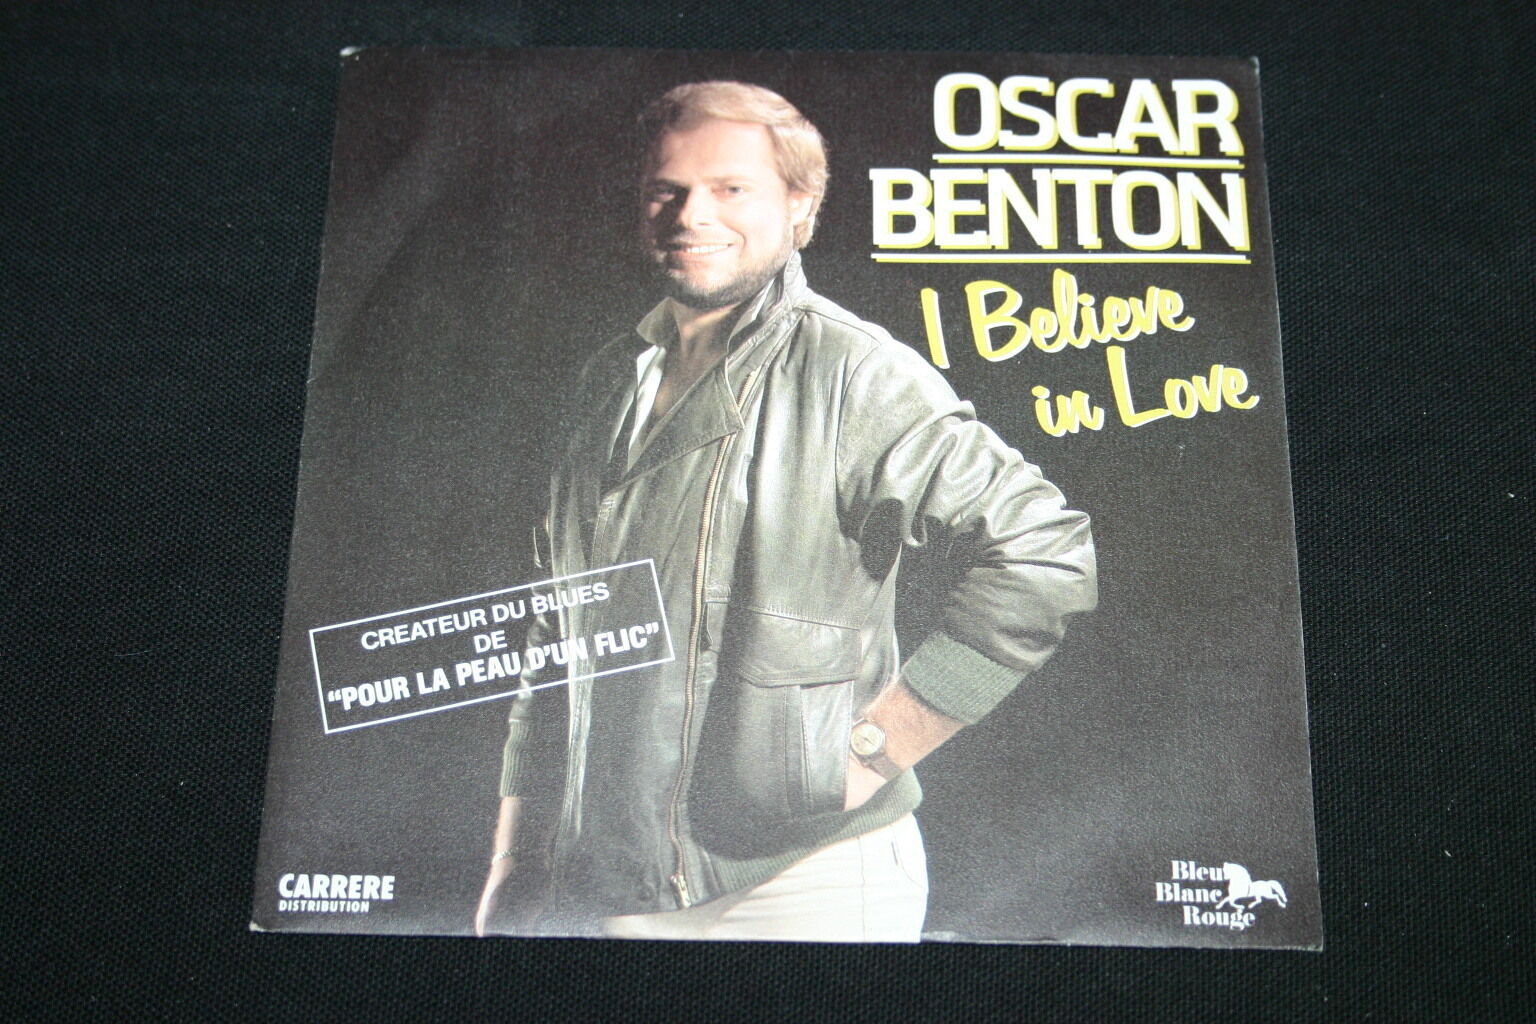 OSCAR
BENTON
I Believe
in Love
CREATEUR DU BLUES
DE
“POUR LA PEAU D'UN FLIC”
CARRERE
DISTRIBUTION
Bleu
Blanc
Rouge